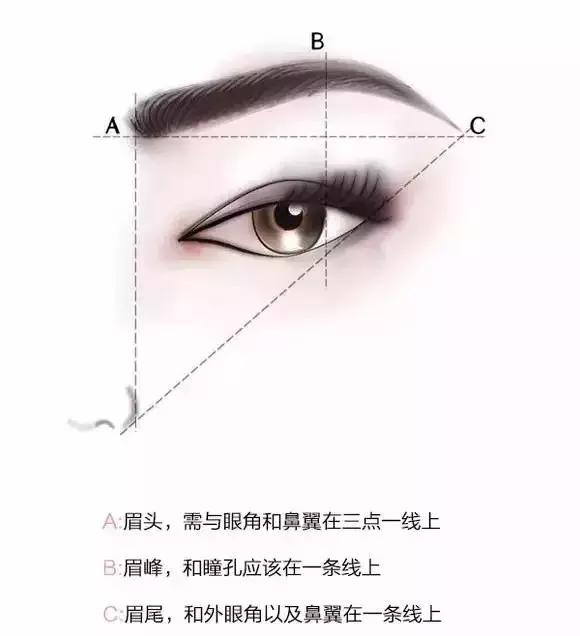 B
A
C
A:眉头，需与眼角和鼻翼在三点一线上
B:眉峰，和瞳孔应该在一条线上
C:眉尾，和外眼角以及鼻翼在一条线上